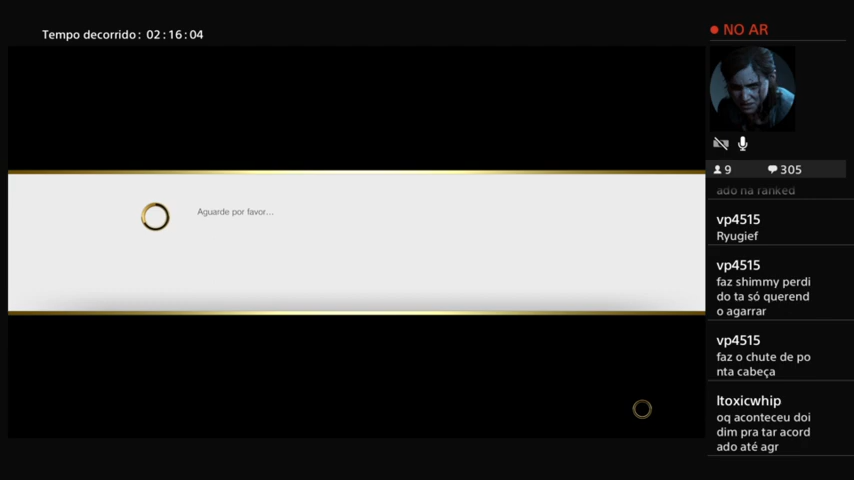 Tempo decorrido: 02:16:04
NO AR
9 305
ado na ranked
vp4515
Ryugief
vp4515
faz shimmy perdi
do ta só querend
o agarrar
vp4515
faz o chute de po
nta cabeça
ltoxicwhip
oq aconteceu doi
dim pra tar acord
ado até agr
Aguarde por favor...